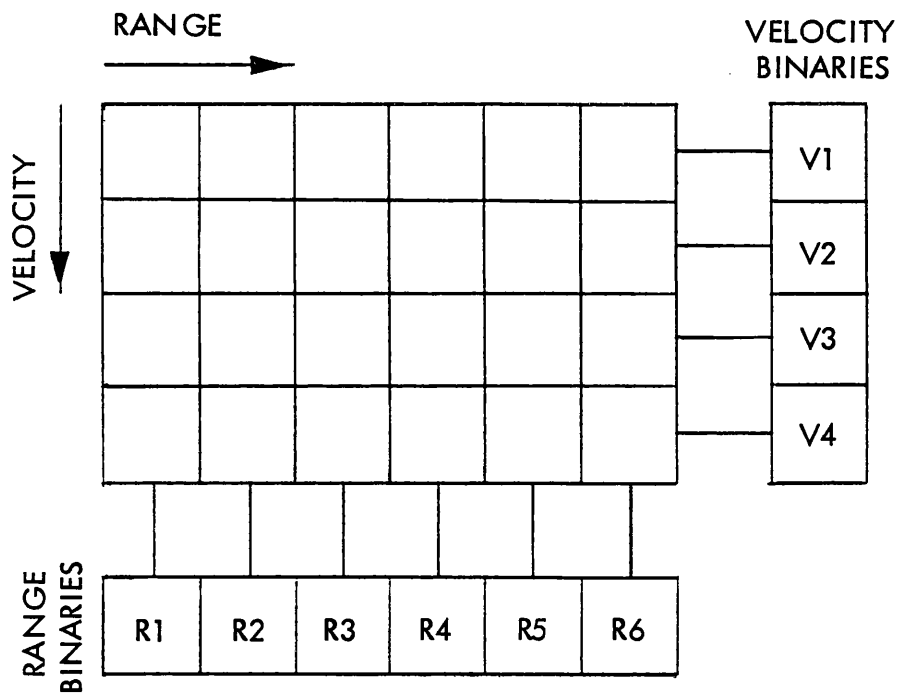 RANGE
VELOCITY
BINARIES
VELOCITY
V1
V2
V3
V4
RANGE
BINARIES
R1 R2 R3 R4 R5 R6